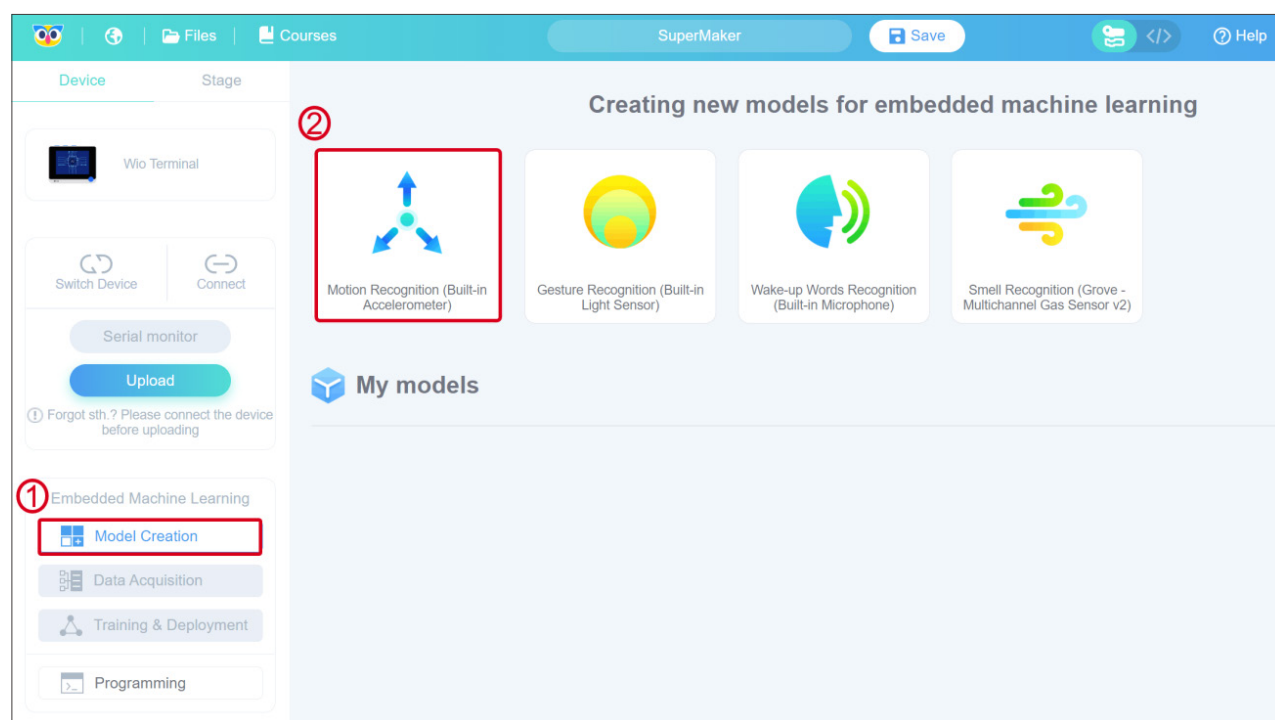 Files
Courses
SuperMaker
Save
</>
Help
Device
Stage
Creating new models for embedded machine learning
②
Wio Terminal
Motion Recognition (Built-in
Accelerometer)
Gesture Recognition (Built-in
Light Sensor)
Wake-up Words Recognition
(Built-in Microphone)
Smell Recognition (Grove -
Multichannel Gas Sensor v2)
Switch Device
Connect
Serial monitor
Upload
Forgot sth.? Please connect the device
before uploading
My models
①
Embedded Machine Learning
Model Creation
Data Acquisition
Training & Deployment
Programming